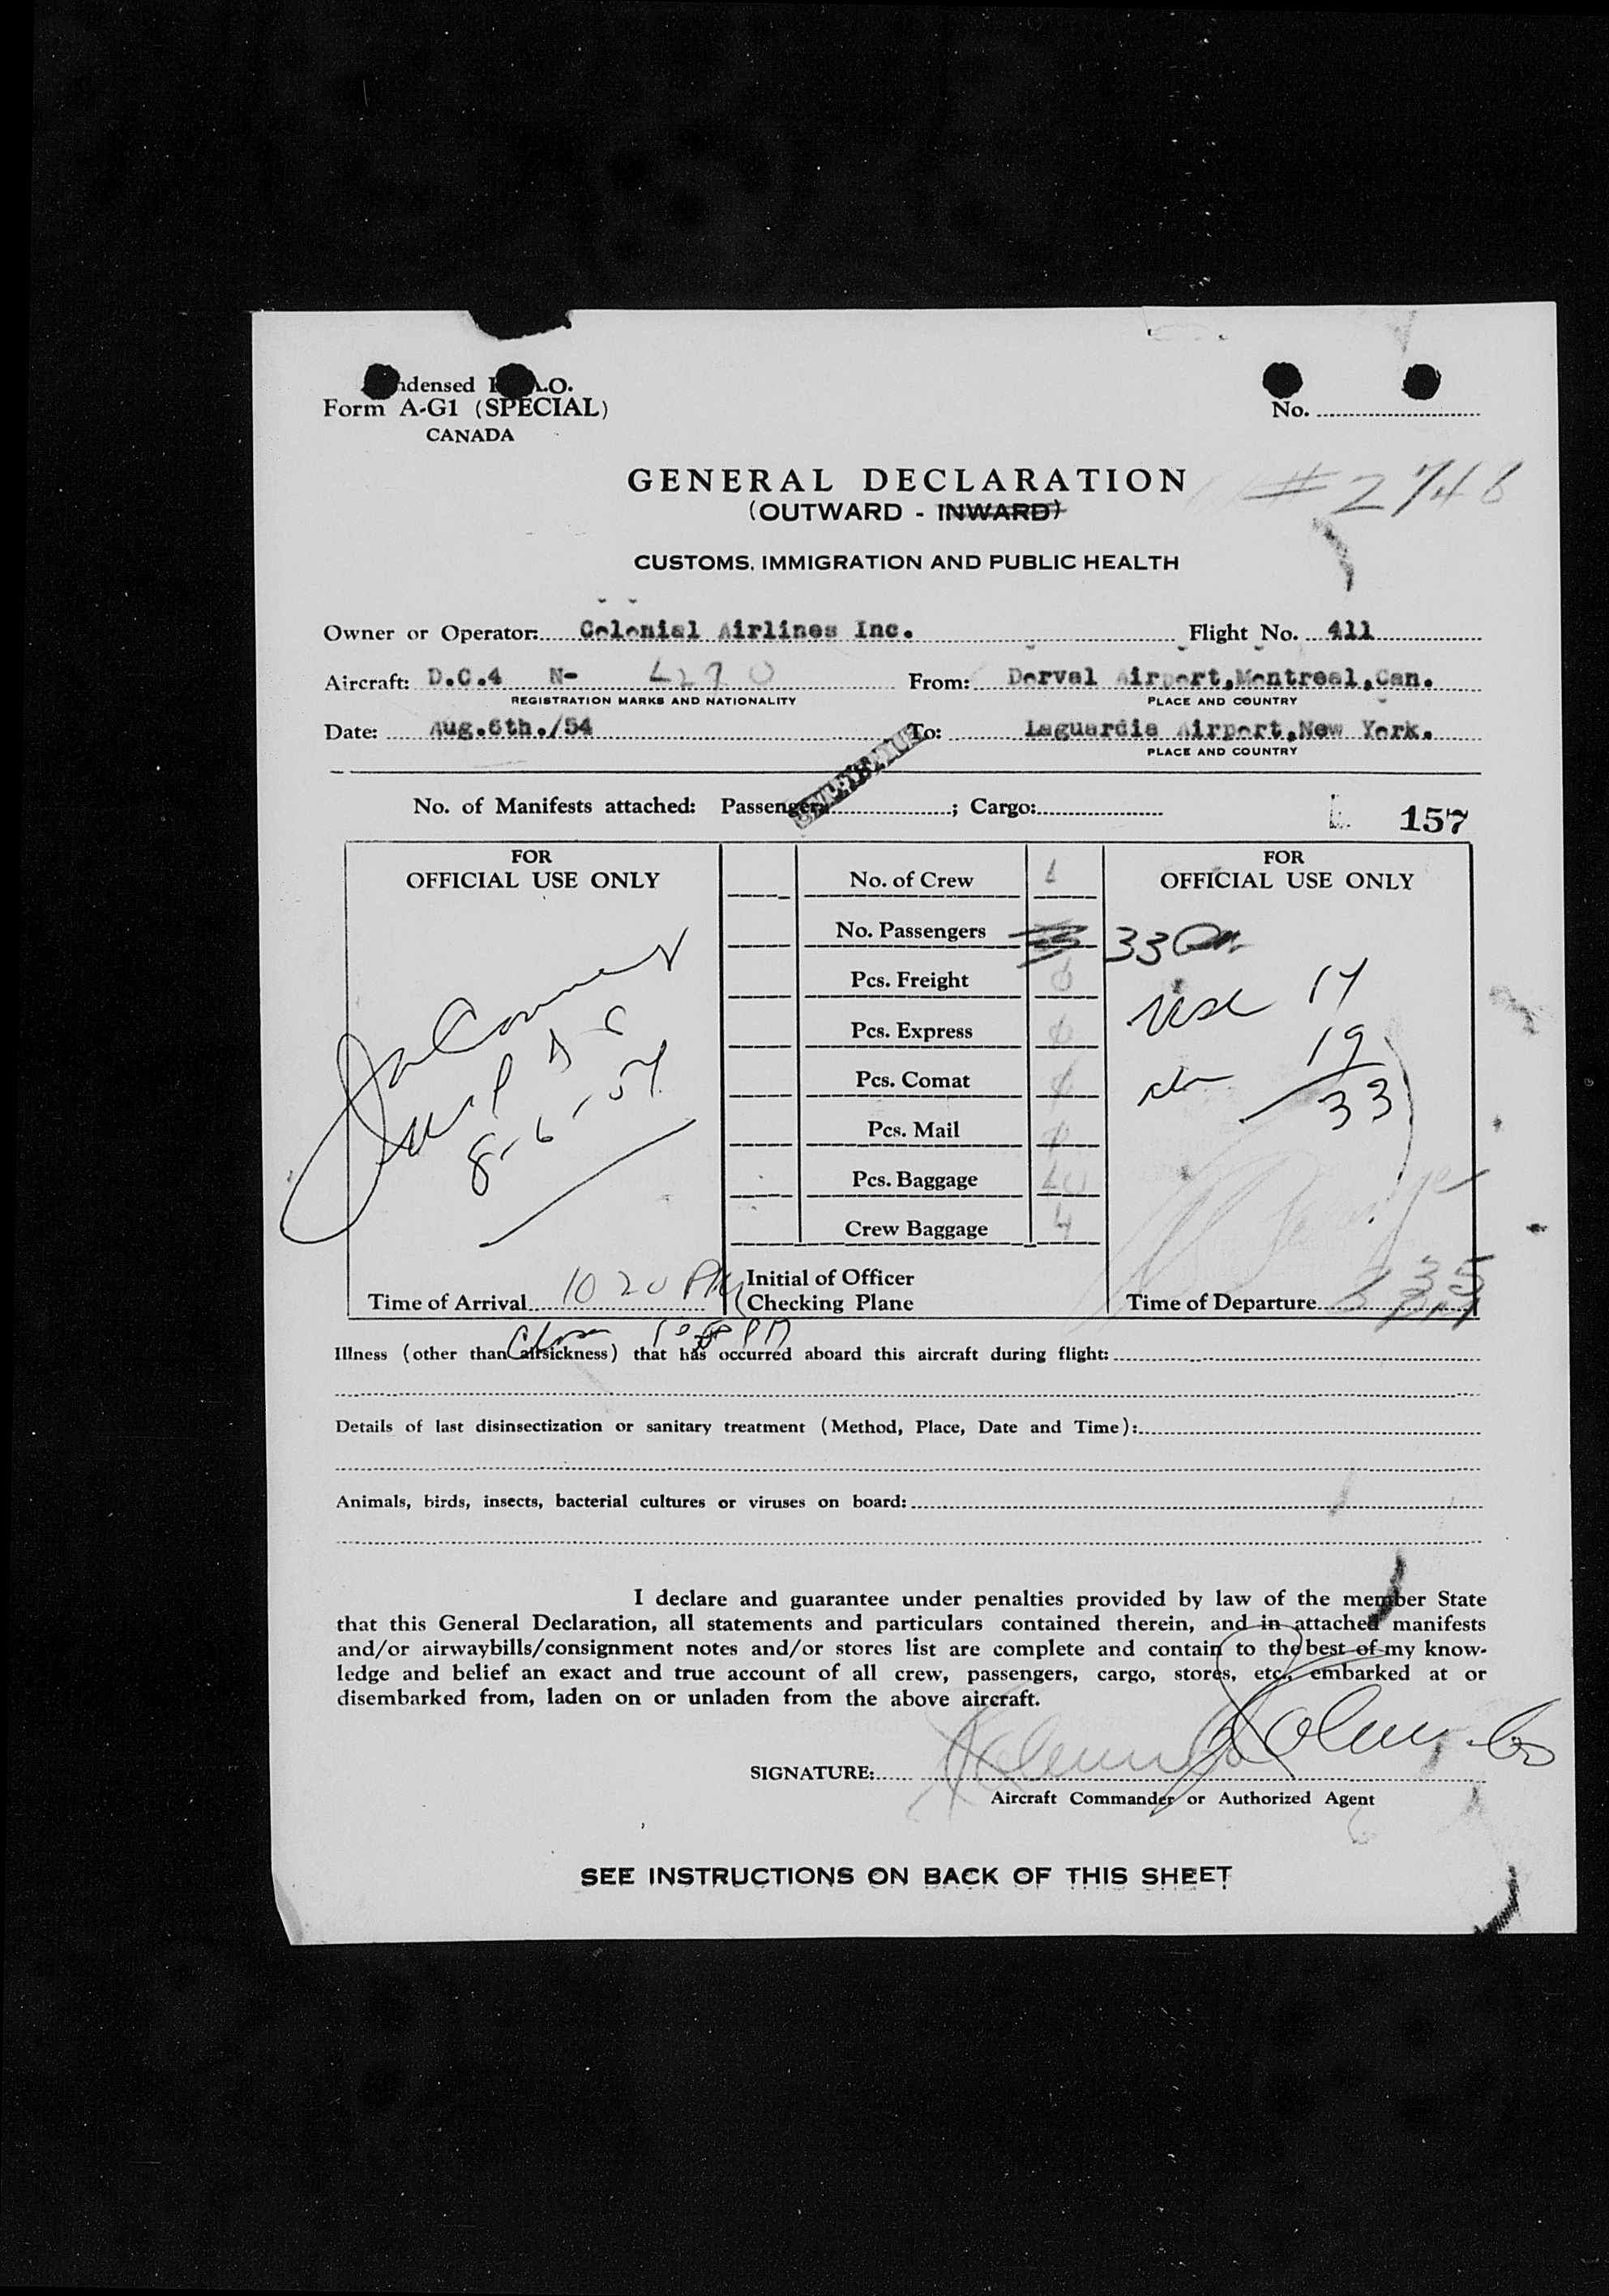 Form A-G1 (SPECIAL)
CANADA
No.
GENERAL DECLARATION
(OUTWARD - INWARD)
CUSTOMS, IMMIGRATION AND PUBLIC HEALTH
Owner or Operator: Colonial Airlines Inc. Flight No. 411
Aircraft: D.C.4 N- From: Dorval Airport, Montreal, Can.
REGISTRATION MARKS AND NATIONALITY PLACE AND COUNTRY
Date: Aug.6th./54 To: Laguardia Airport, New York.
PLACE AND COUNTRY
No. of Manifests attached: Passenger: ; Cargo:
157
FOR FOR
OFFICIAL USE ONLY No. of Crew OFFICIAL USE ONLY
No. Passengers 33
Pcs. Freight
Pcs. Express
19
Pcs. Comat
33
Pcs. Mail
8-6-54
Pcs. Baggage
Crew Baggage 4
Initial of Officer
Time of Arrival 10 20 PM Checking Plane Time of Departure
Illness (other than airsickness) that has occurred aboard this aircraft during flight:
Details of last disinsectization or sanitary treatment (Method, Place, Date and Time):
Animals, birds, insects, bacterial cultures or viruses on board:
I declare and guarantee under penalties provided by law of the member State
that this General Declaration, all statements and particulars contained therein, and in attached manifests
and/or airwaybills/consignment notes and/or stores list are complete and contain to the best of my know-
ledge and belief an exact and true account of all crew, passengers, cargo, stores, etc., embarked at or
disembarked from, laden on or unladen from the above aircraft.
SIGNATURE:
Aircraft Commander or Authorized Agent
SEE INSTRUCTIONS ON BACK OF THIS SHEET